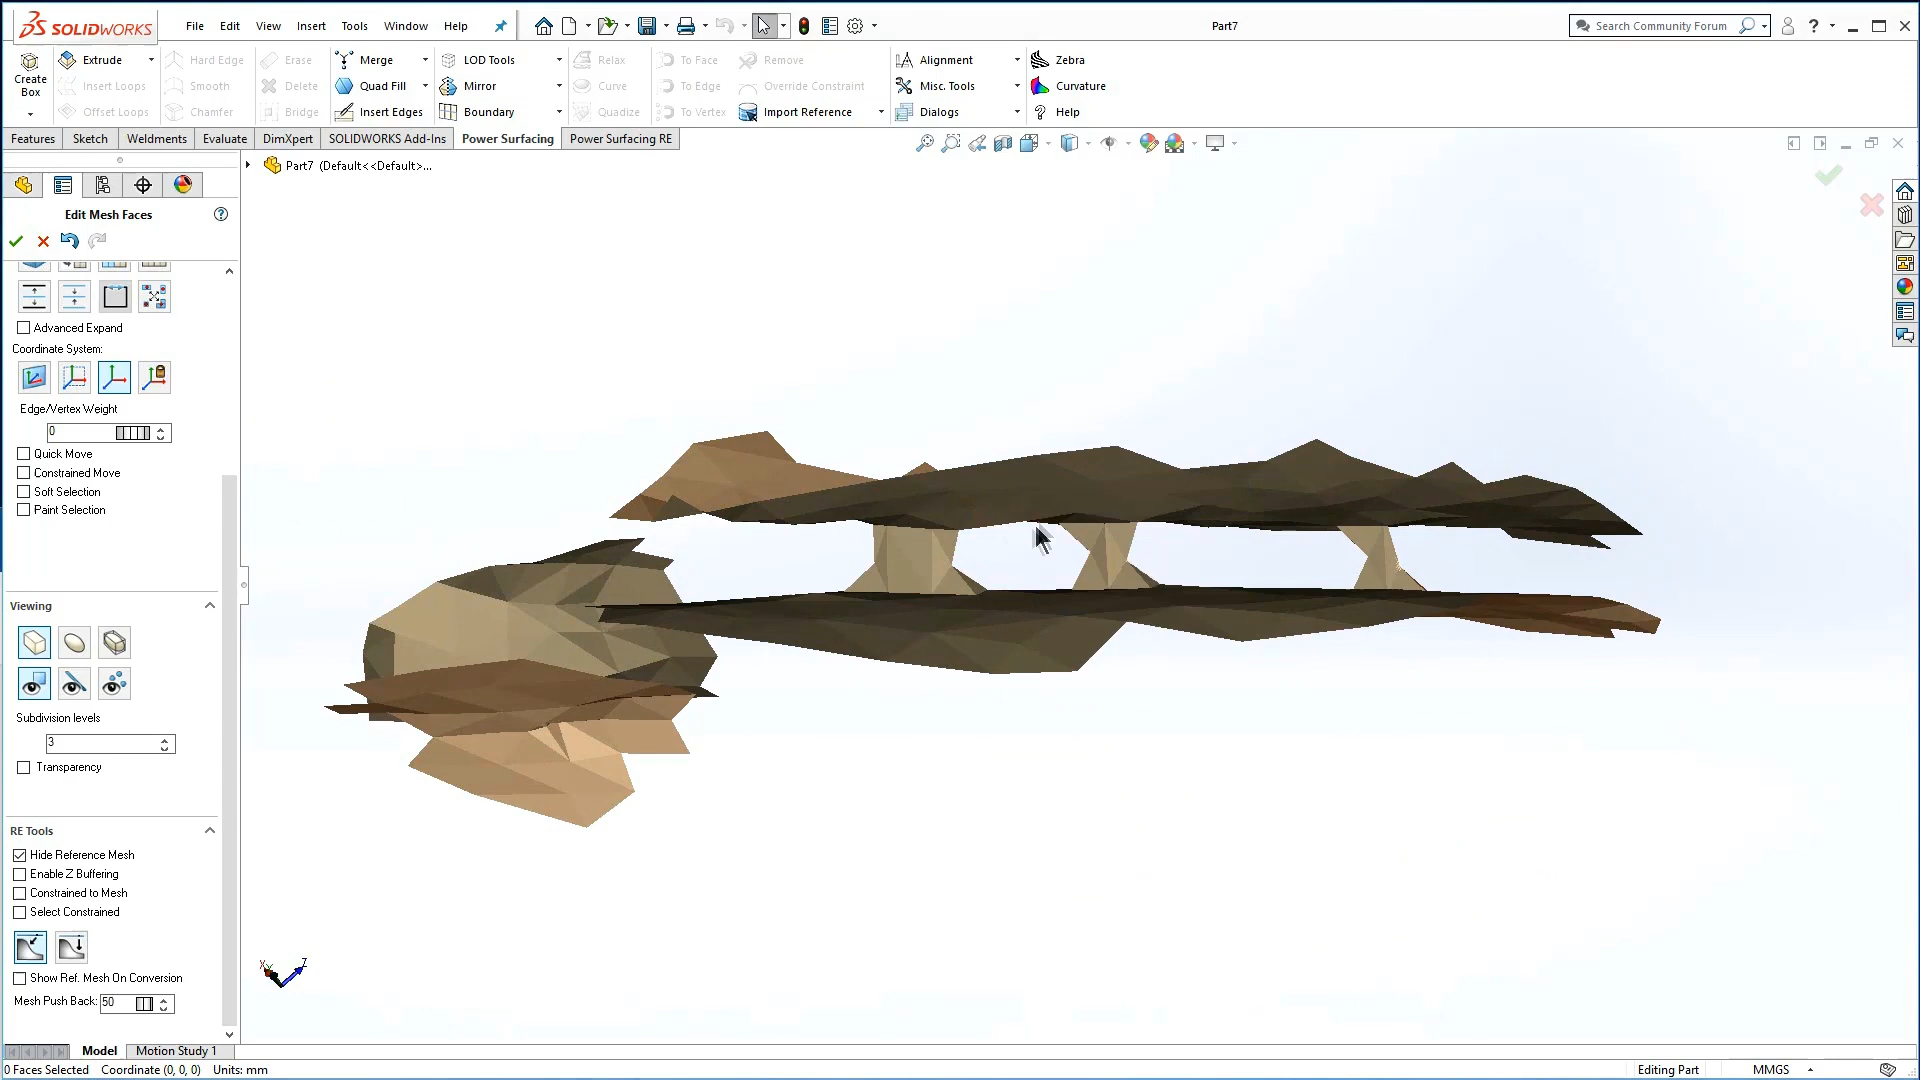 SOLIDWORKS File Edit View Insert Tools Window Help Part7 Search Community Forum ?
Create Box
Extrude Hard Edge Erase Merge LOD Tools Relax To Face Remove Alignment Zebra
Insert Loops Smooth Delete Quad Fill Mirror Curve To Edge Override Constraint Misc. Tools Curvature
Offset Loops Chamfer Bridge Insert Edges Boundary Quadize To Vertex Import Reference Dialogs ? Help
Features Sketch Weldments Evaluate DimXpert SOLIDWORKS Add-Ins Power Surfacing Power Surfacing RE
Part7 (Default<<Default>...
Edit Mesh Faces ?
Advanced Expand
Coordinate System:
Edge/Vertex Weight
0
Quick Move
Constrained Move
Soft Selection
Paint Selection
Viewing
Subdivision levels
3
Transparency
RE Tools
Hide Reference Mesh
Enable Z Buffering
Constrained to Mesh
Select Constrained
Show Ref. Mesh On Conversion
Mesh Push Back: 50
X Y Z
Model Motion Study 1
0 Faces Selected Coordinate (0, 0, 0) Units: mm Editing Part MMGS